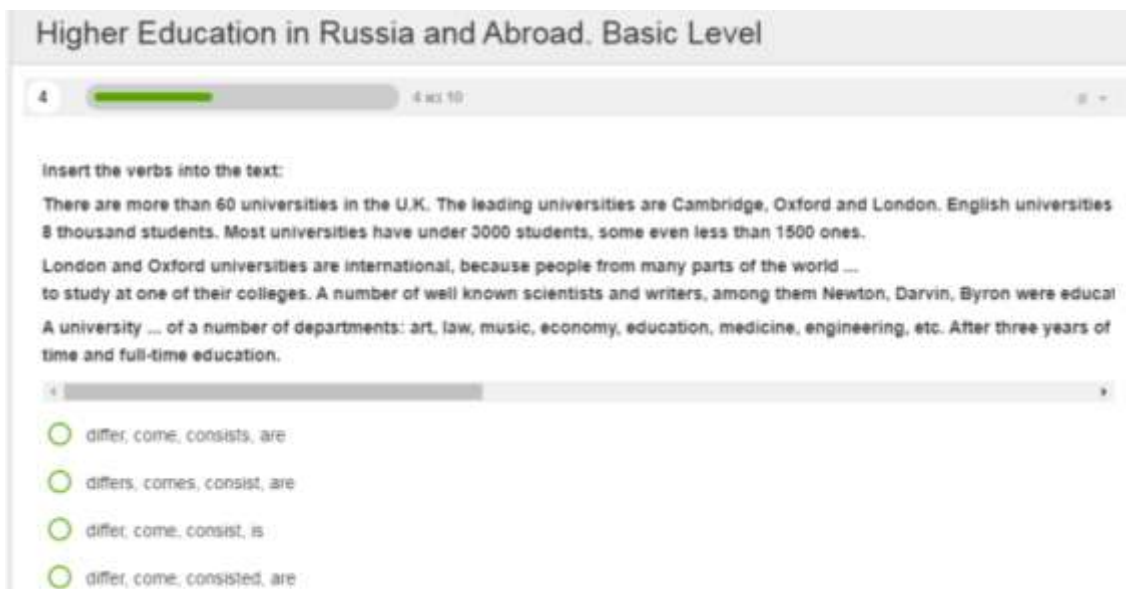 Higher Education in Russia and Abroad. Basic Level
4
4 из 10
Insert the verbs into the text:
There are more than 60 universities in the U.K. The leading universities are Cambridge, Oxford and London. English universities
8 thousand students. Most universities have under 3000 students, some even less than 1500 ones.
London and Oxford universities are international, because people from many parts of the world ...
to study at one of their colleges. A number of well known scientists and writers, among them Newton, Darvin, Byron were educat
A university ... of a number of departments: art, law, music, economy, education, medicine, engineering, etc. After three years of
time and full-time education.
differ, come, consists, are
differs, comes, consist, are
differ, come, consist, is
differ, come, consisted, are